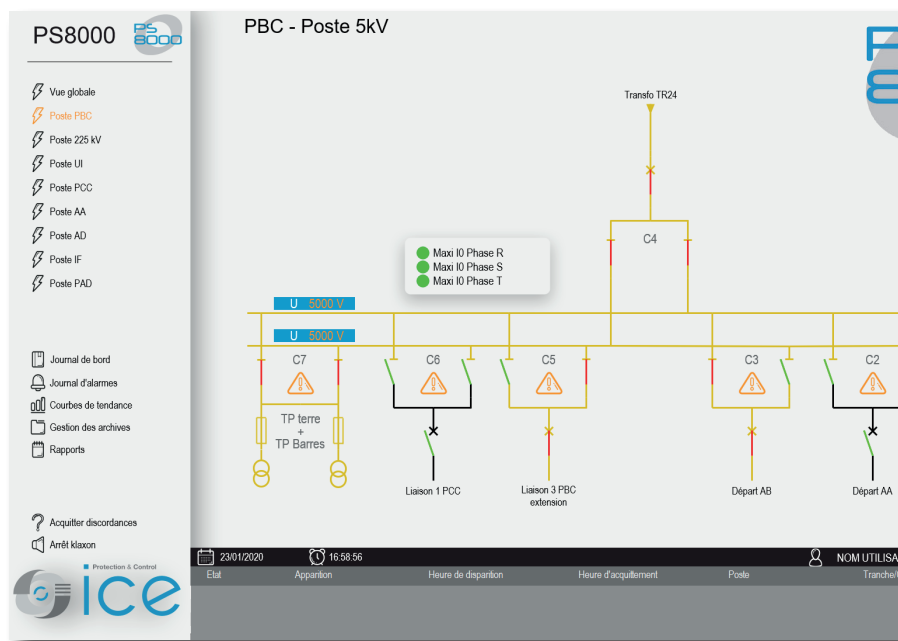 PS8000
PS
8000
PBC - Poste 5kV
Vue globale
Poste PBC
Poste 225 kV
Poste UI
Poste PCC
Poste AA
Poste AD
Poste IF
Poste PAD
Journal de bord
Journal d'alarmes
Courbes de tendance
Gestion des archives
Rapports
Acquitter discordances
Arrêt klaxon
Protection & Control
ice
Transfo TR24
C4
Maxi I0 Phase R
Maxi I0 Phase S
Maxi I0 Phase T
U 5000 V
U 5000 V
C7
C6
C5
C3
C2
TP terre
+
TP Barres
Liaison 1 PCC
Liaison 3 PBC
extension
Départ AB
Départ AA
23/01/2020
16:58:56
NOM UTILISA
Etat
Apparition
Heure de disparition
Heure d'acquittement
Poste
Tranche/